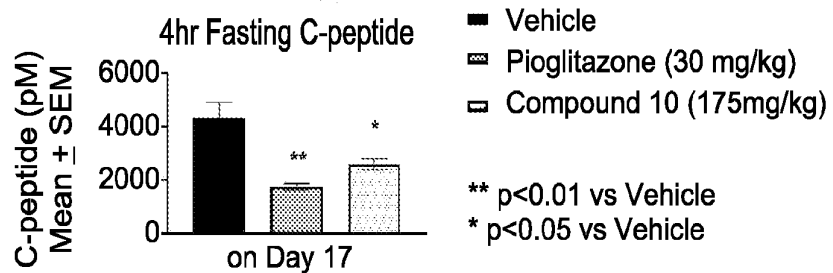 4hr Fasting C-peptide
C-peptide (pM)
Mean ± SEM
6000
4000
2000
0
**
*
on Day 17
Vehicle
Pioglitazone (30 mg/kg)
Compound 10 (175mg/kg)
** p<0.01 vs Vehicle
* p<0.05 vs Vehicle